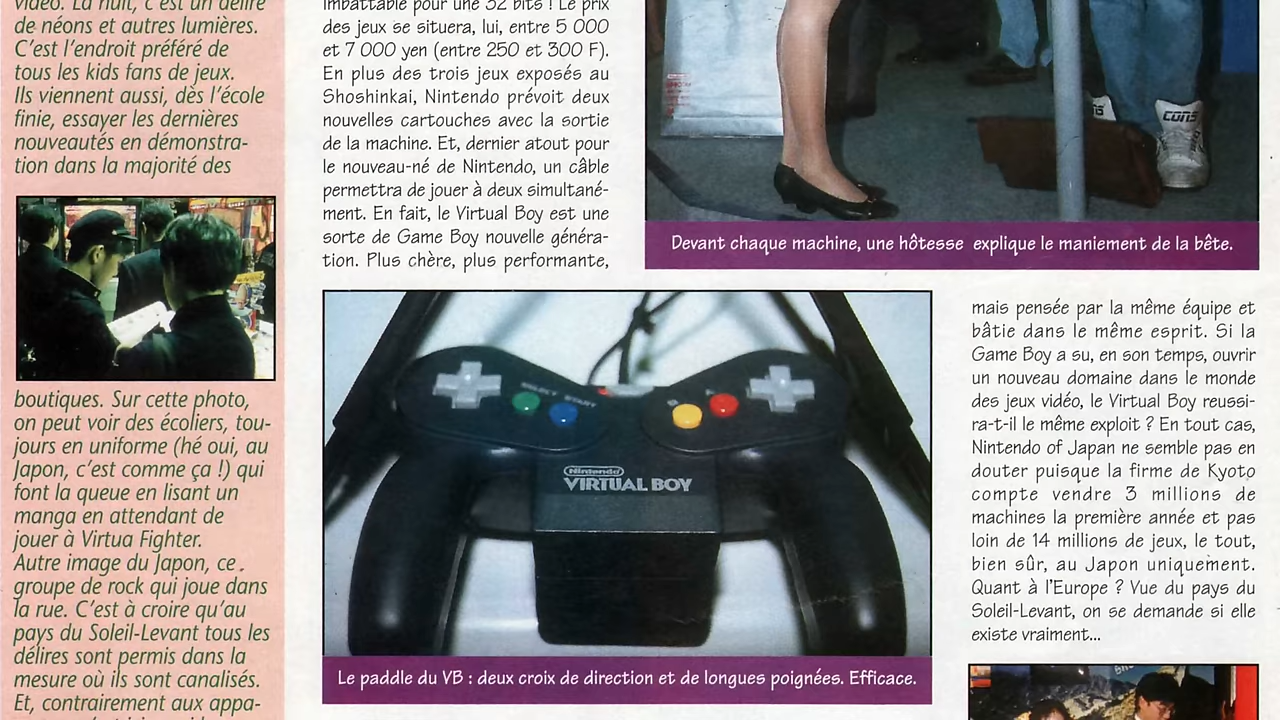 vidéo. La nuit, c'est un délire
de néons et autres lumières.
C'est l'endroit préféré de
tous les kids fans de jeux.
Ils viennent aussi, dès l'école
finie, essayer les dernières
nouveautés en démonstra-
tion dans la majorité des
boutiques. Sur cette photo,
on peut voir des écoliers, tou-
jours en uniforme (hé oui, au
Japon, c'est comme ça !) qui
font la queue en lisant un
manga en attendant de
jouer à Virtua Fighter.
Autre image du Japon, ce
groupe de rock qui joue dans
la rue. C'est à croire qu'au
pays du Soleil-Levant tous les
délires sont permis dans la
mesure où ils sont canalisés.
Et, contrairement aux appa-
imbattable pour une 32 bits ! Le prix
des jeux se situera, lui, entre 5 000
et 7 000 yen (entre 250 et 300 F).
En plus des trois jeux exposés au
Shoshinkai, Nintendo prévoit deux
nouvelles cartouches avec la sortie
de la machine. Et, dernier atout pour
le nouveau-né de Nintendo, un câble
permettra de jouer à deux simultané-
ment. En fait, le Virtual Boy est une
sorte de Game Boy nouvelle généra-
tion. Plus chère, plus performante,
CONS
Devant chaque machine, une hôtesse explique le maniement de la bête.
SELECT START
B A
Nintendo
VIRTUAL BOY
Le paddle du VB : deux croix de direction et de longues poignées. Efficace.
mais pensée par la même équipe et
bâtie dans le même esprit. Si la
Game Boy a su, en son temps, ouvrir
un nouveau domaine dans le monde
des jeux vidéo, le Virtual Boy reussi-
ra-t-il le même exploit ? En tout cas,
Nintendo of Japan ne semble pas en
douter puisque la firme de Kyoto
compte vendre 3 millions de
machines la première année et pas
loin de 14 millions de jeux, le tout,
bien sûr, au Japon uniquement.
Quant à l'Europe ? Vue du pays du
Soleil-Levant, on se demande si elle
existe vraiment...